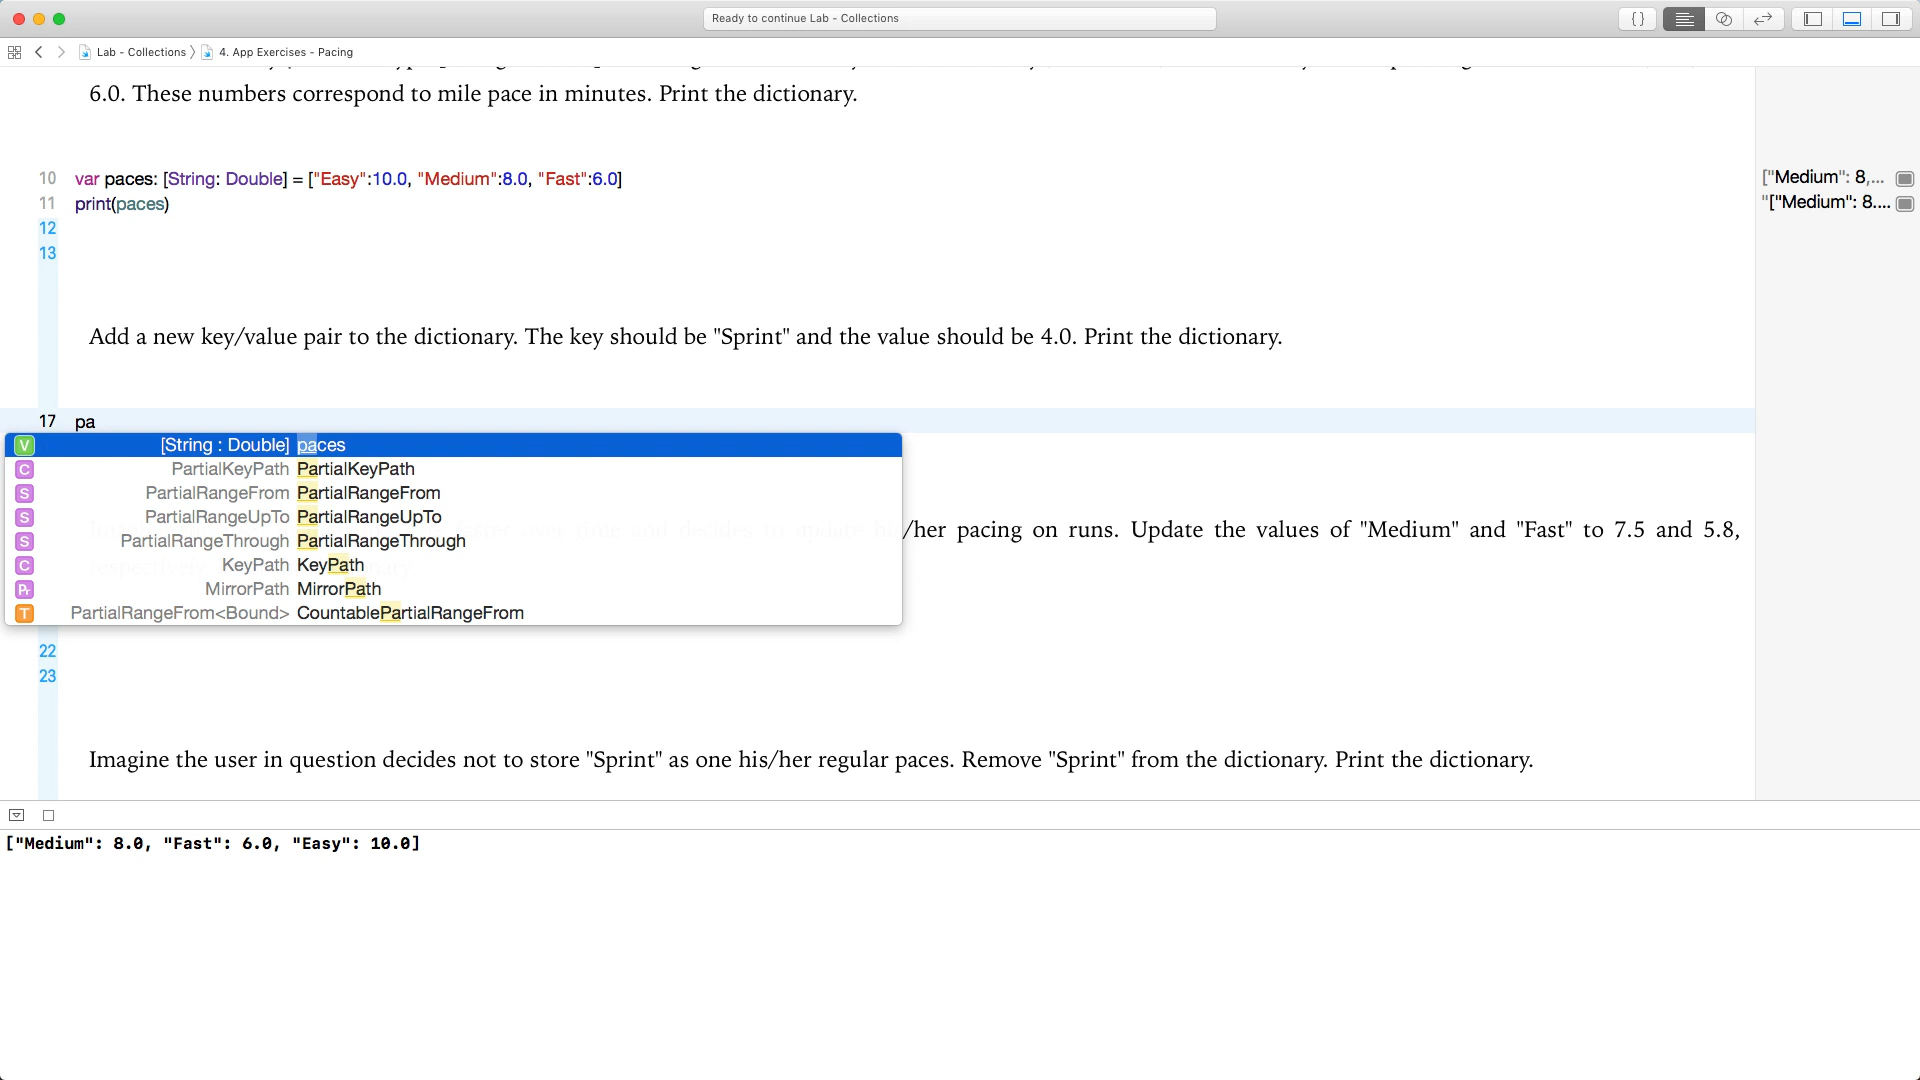 Ready to continue Lab - Collections
{ }
Lab - Collections 4. App Exercises - Pacing
6.0. These numbers correspond to mile pace in minutes. Print the dictionary.
10 var paces: [String: Double] = ["Easy":10.0, "Medium":8.0, "Fast":6.0]
["Medium": 8,...
11 print(paces)
"["Medium": 8....
12
13
Add a new key/value pair to the dictionary. The key should be "Sprint" and the value should be 4.0. Print the dictionary.
17 pa
V [String : Double] paces
C PartialKeyPath PartialKeyPath
S PartialRangeFrom PartialRangeFrom
S PartialRangeUpTo PartialRangeUpTo
/her pacing on runs. Update the values of "Medium" and "Fast" to 7.5 and 5.8,
S PartialRangeThrough PartialRangeThrough
C KeyPath KeyPath
Pr MirrorPath MirrorPath
T PartialRangeFrom<Bound> CountablePartialRangeFrom
22
23
Imagine the user in question decides not to store "Sprint" as one his/her regular paces. Remove "Sprint" from the dictionary. Print the dictionary.
["Medium": 8.0, "Fast": 6.0, "Easy": 10.0]